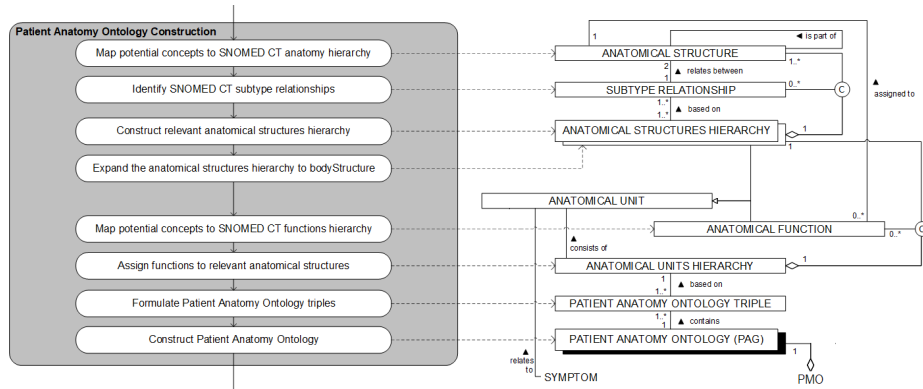 Patient Anatomy Ontology Construction
Map potential concepts to SNOMED CT anatomy hierarchy
Identify SNOMED CT subtype relationships
Construct relevant anatomical structures hierarchy
Expand the anatomical structures hierarchy to bodyStructure
Map potential concepts to SNOMED CT functions hierarchy
Assign functions to relevant anatomical structures
Formulate Patient Anatomy Ontology triples
Construct Patient Anatomy Ontology
1
◄ is part of
ANATOMICAL STRUCTURE
1..*
2
▲ relates between
1
SUBTYPE RELATIONSHIP
0..*
C
▲
assigned to
1..*
▲ based on
1..*
ANATOMICAL STRUCTURES HIERARCHY
1
1
ANATOMICAL UNIT
0..*
ANATOMICAL FUNCTION
0..*
C
▲
consists of
ANATOMICAL UNITS HIERARCHY
1
1
▲ based on
1..*
PATIENT ANATOMY ONTOLOGY TRIPLE
1..*
▲ contains
1
PATIENT ANATOMY ONTOLOGY (PAG)
1
▲
relates
to
SYMPTOM
PMO